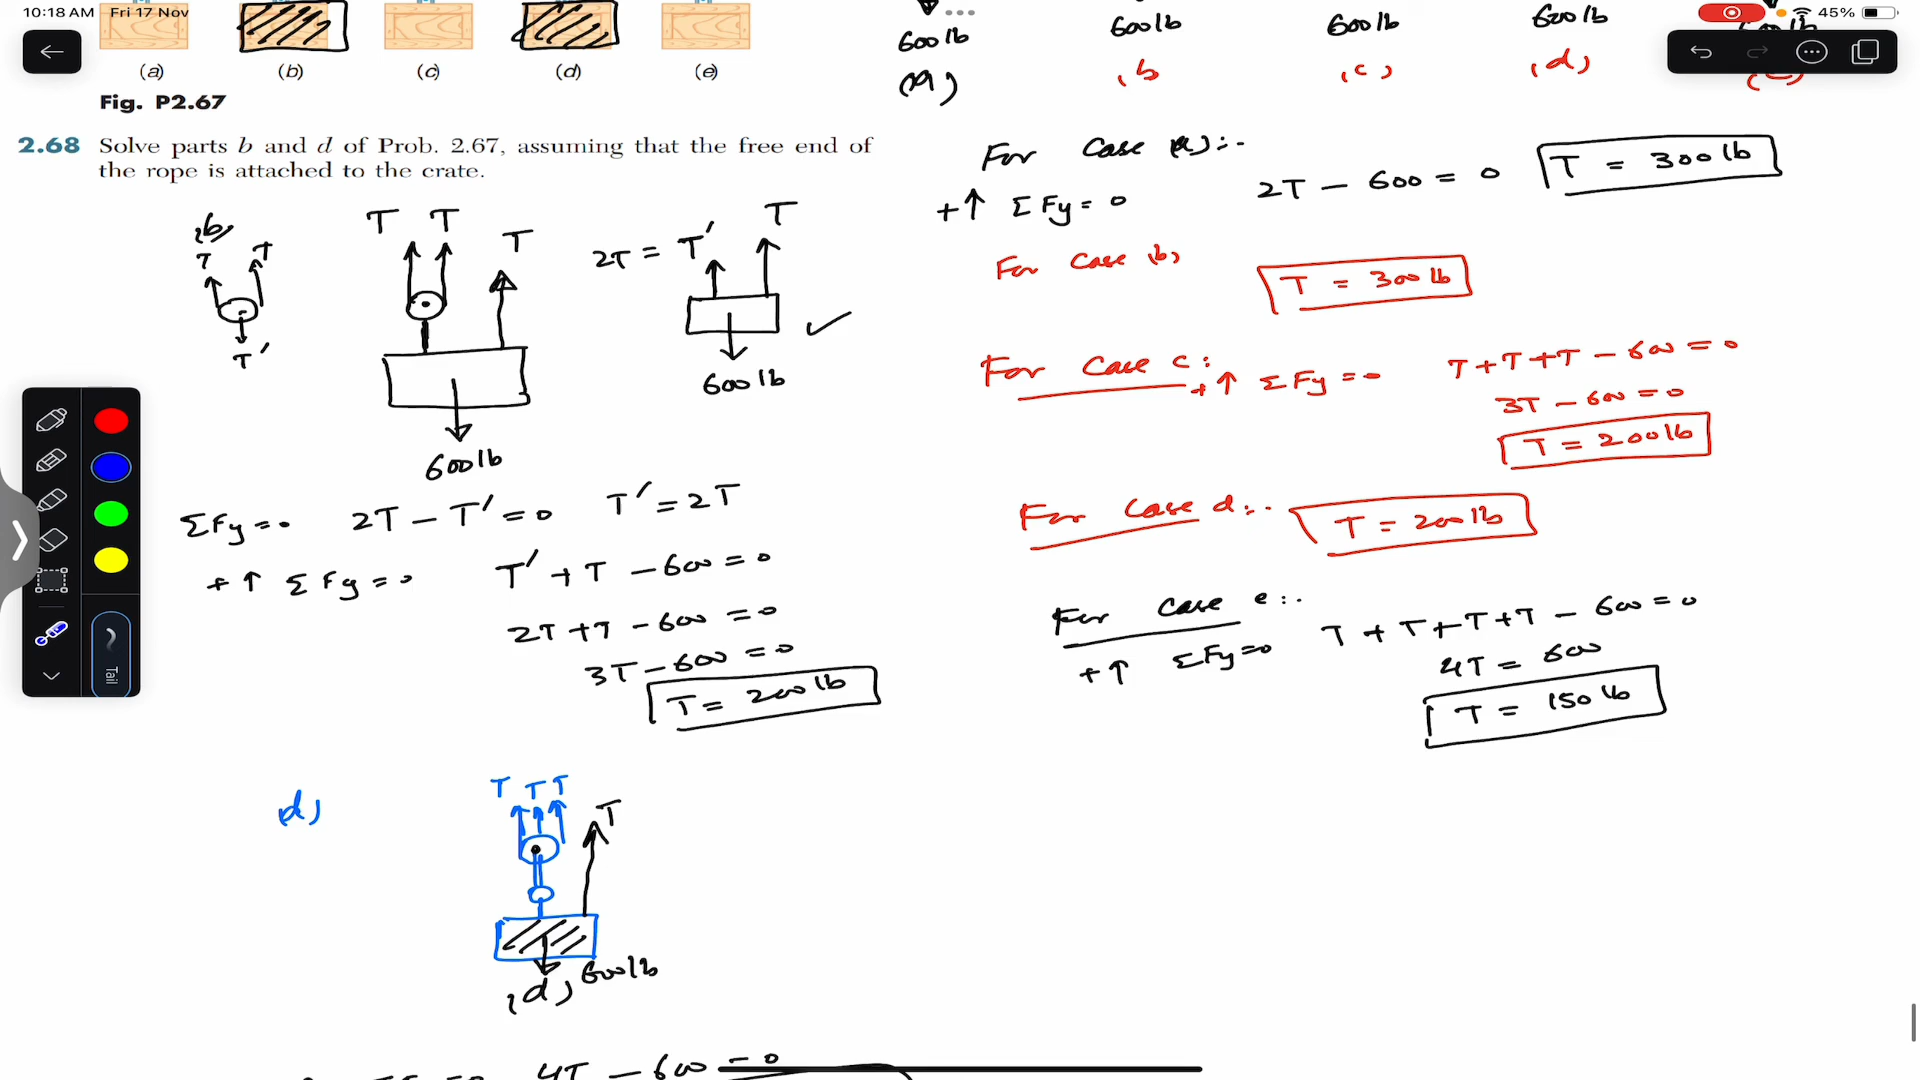 10:18 AM Fri 17 Nov
45%
(a) (b) (c) (d) (e)
Fig. P2.67
2.68 Solve parts b and d of Prob. 2.67, assuming that the free end of
the rope is attached to the crate.
(b)
T T
T'
T T T
600 lb
2T = T' T
600 lb
ΣFy=0 2T - T' = 0 T' = 2T
+↑ ΣFy=0 T' + T - 600 = 0
2T + T - 600 = 0
3T - 600 = 0
T = 200 lb
(d)
T T T T
600 lb
(d)
4T - 600 = 0
600 lb 600 lb 600 lb 600 lb
(a) (b (c) (d)
For Case (a):-
+↑ ΣFy=0 2T - 600 = 0 T = 300 lb
For Case (b)
T = 300 lb
For Case c:
+↑ ΣFy=0 T+T+T - 600 = 0
3T - 600 = 0
T = 200 lb
For Case d:-
T = 200 lb
For Case e:-
+↑ ΣFy=0 T + T + T + T - 600 = 0
4T = 600
T = 150 lb
Tail